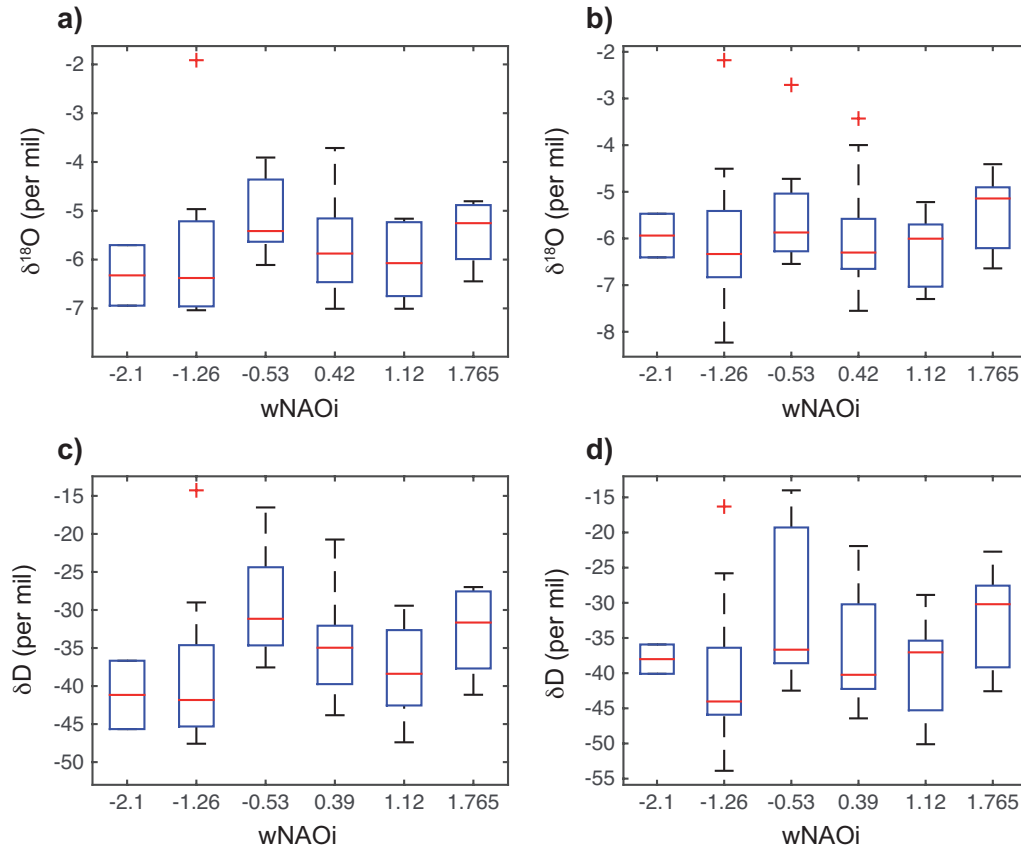 a)
-2
-3
-4
-5
-6
-7
δ¹⁸O (per mil)
-2.1 -1.26 -0.53 0.42 1.12 1.765
wNAOi
b)
-2
-3
-4
-5
-6
-7
-8
δ¹⁸O (per mil)
-2.1 -1.26 -0.53 0.42 1.12 1.765
wNAOi
c)
-15
-20
-25
-30
-35
-40
-45
-50
δD (per mil)
-2.1 -1.26 -0.53 0.39 1.12 1.765
wNAOi
d)
-15
-20
-25
-30
-35
-40
-45
-50
-55
δD (per mil)
-2.1 -1.26 -0.53 0.39 1.12 1.765
wNAOi